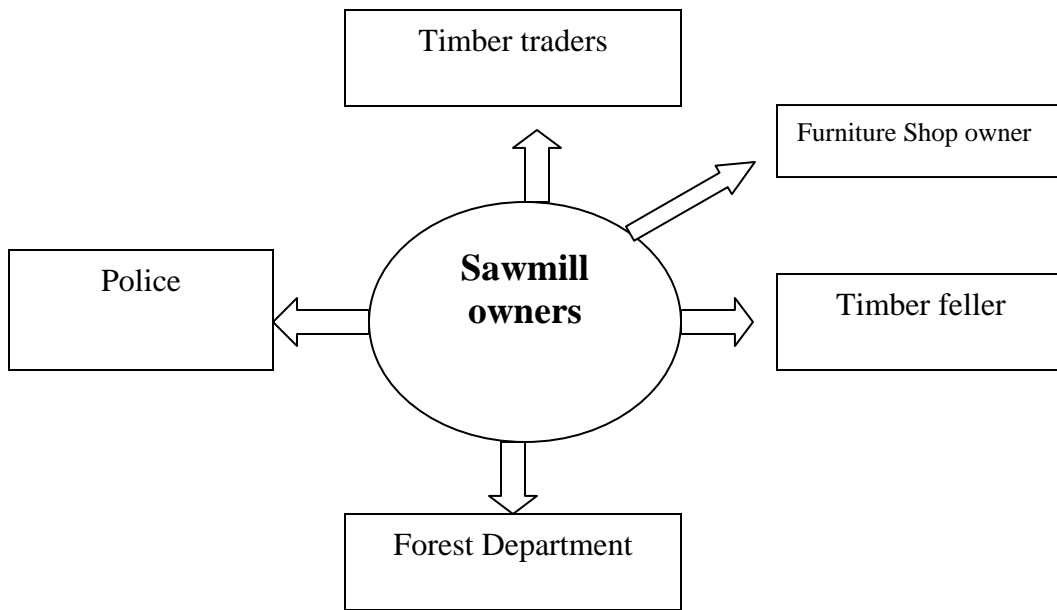 Timber traders
Furniture Shop owner
Sawmill
owners
Police
Timber feller
Forest Department